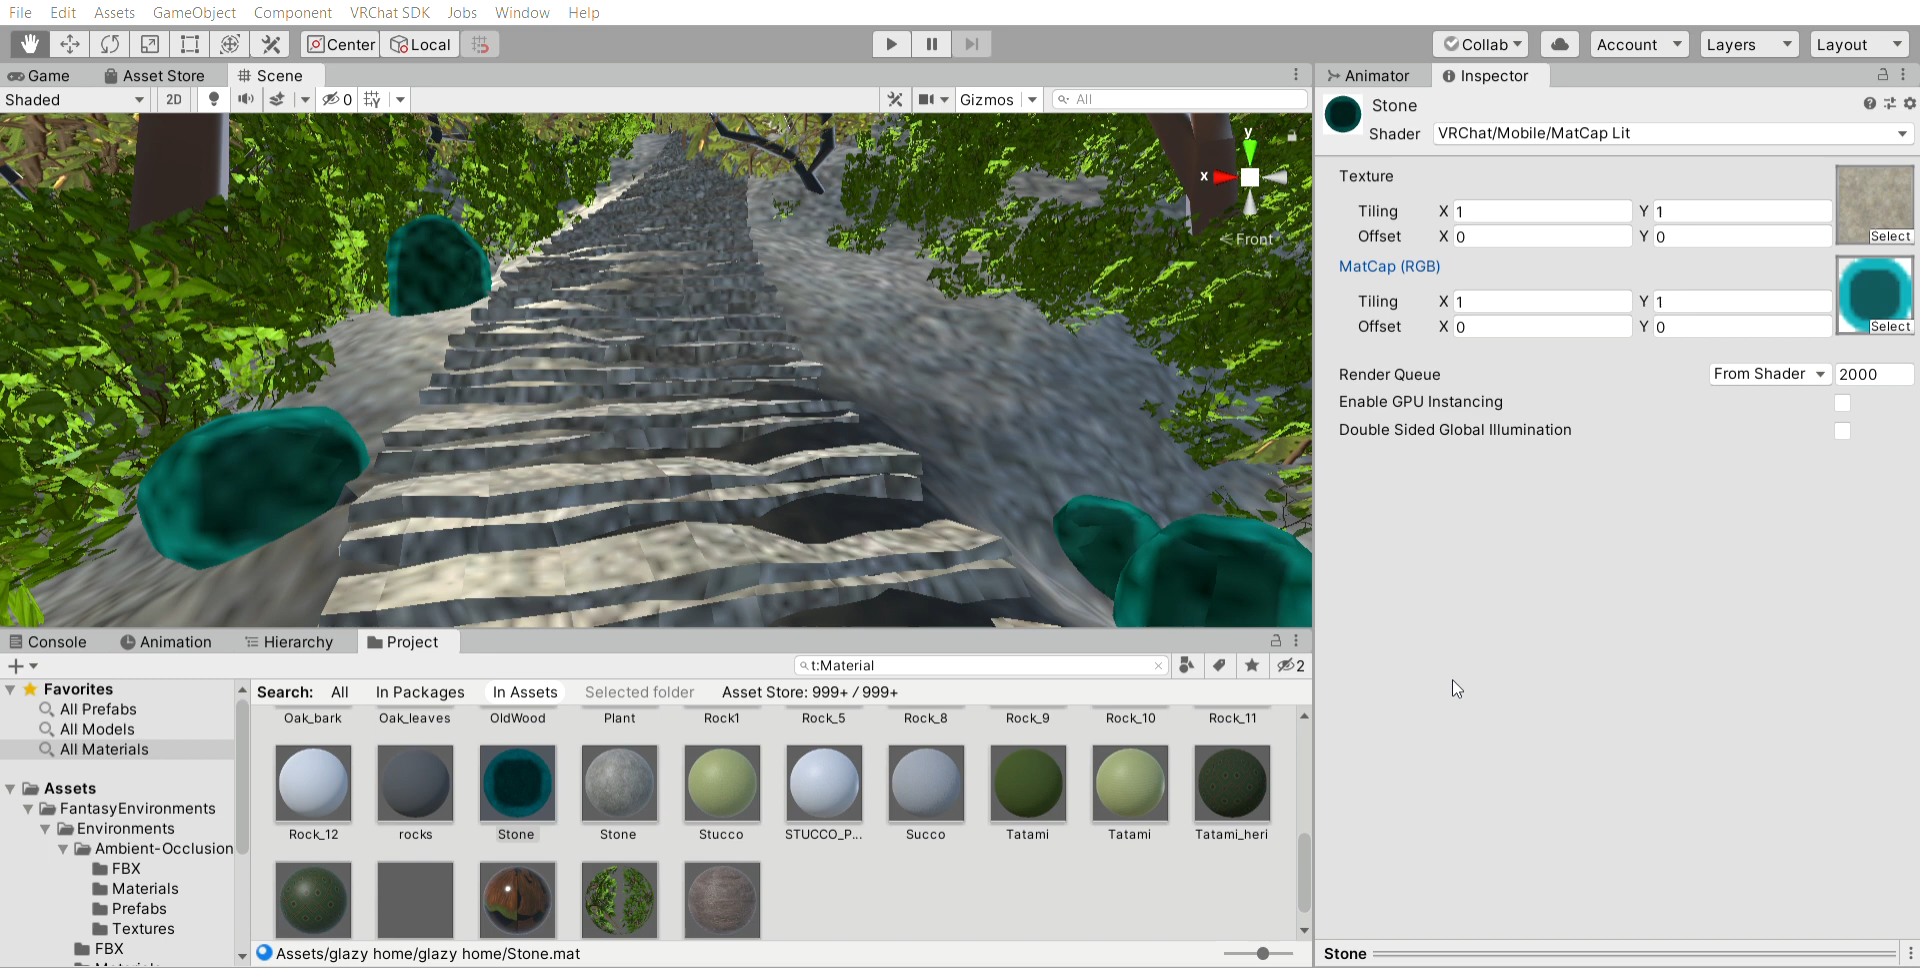 File Edit Assets GameObject Component VRChat SDK Jobs Window Help
Center Local Collab Account Layers Layout
Game Asset Store Scene
Shaded 2D 0 Gizmos All
y
x
Front
Animator Inspector
Stone
Shader VRChat/Mobile/MatCap Lit
Texture
Tiling X 1 Y 1
Offset X 0 Y 0
Select
MatCap (RGB)
Tiling X 1 Y 1
Offset X 0 Y 0
Select
Render Queue From Shader 2000
Enable GPU Instancing
Double Sided Global Illumination
Console Animation Hierarchy Project
t:Material 2
Favorites
All Prefabs
All Models
All Materials
Assets
FantasyEnvironments
Environments
Ambient-Occlusion
FBX
Materials
Prefabs
Textures
FBX
Search: All In Packages In Assets Selected folder Asset Store: 999+ / 999+
Oak_bark Oak_leaves OldWood Plant Rock1 Rock_5 Rock_8 Rock_9 Rock_10 Rock_11
Rock_12 rocks Stone Stone Stucco STUCCO_P... Succo Tatami Tatami Tatami_heri
Assets/glazy home/glazy home/Stone.mat
Stone